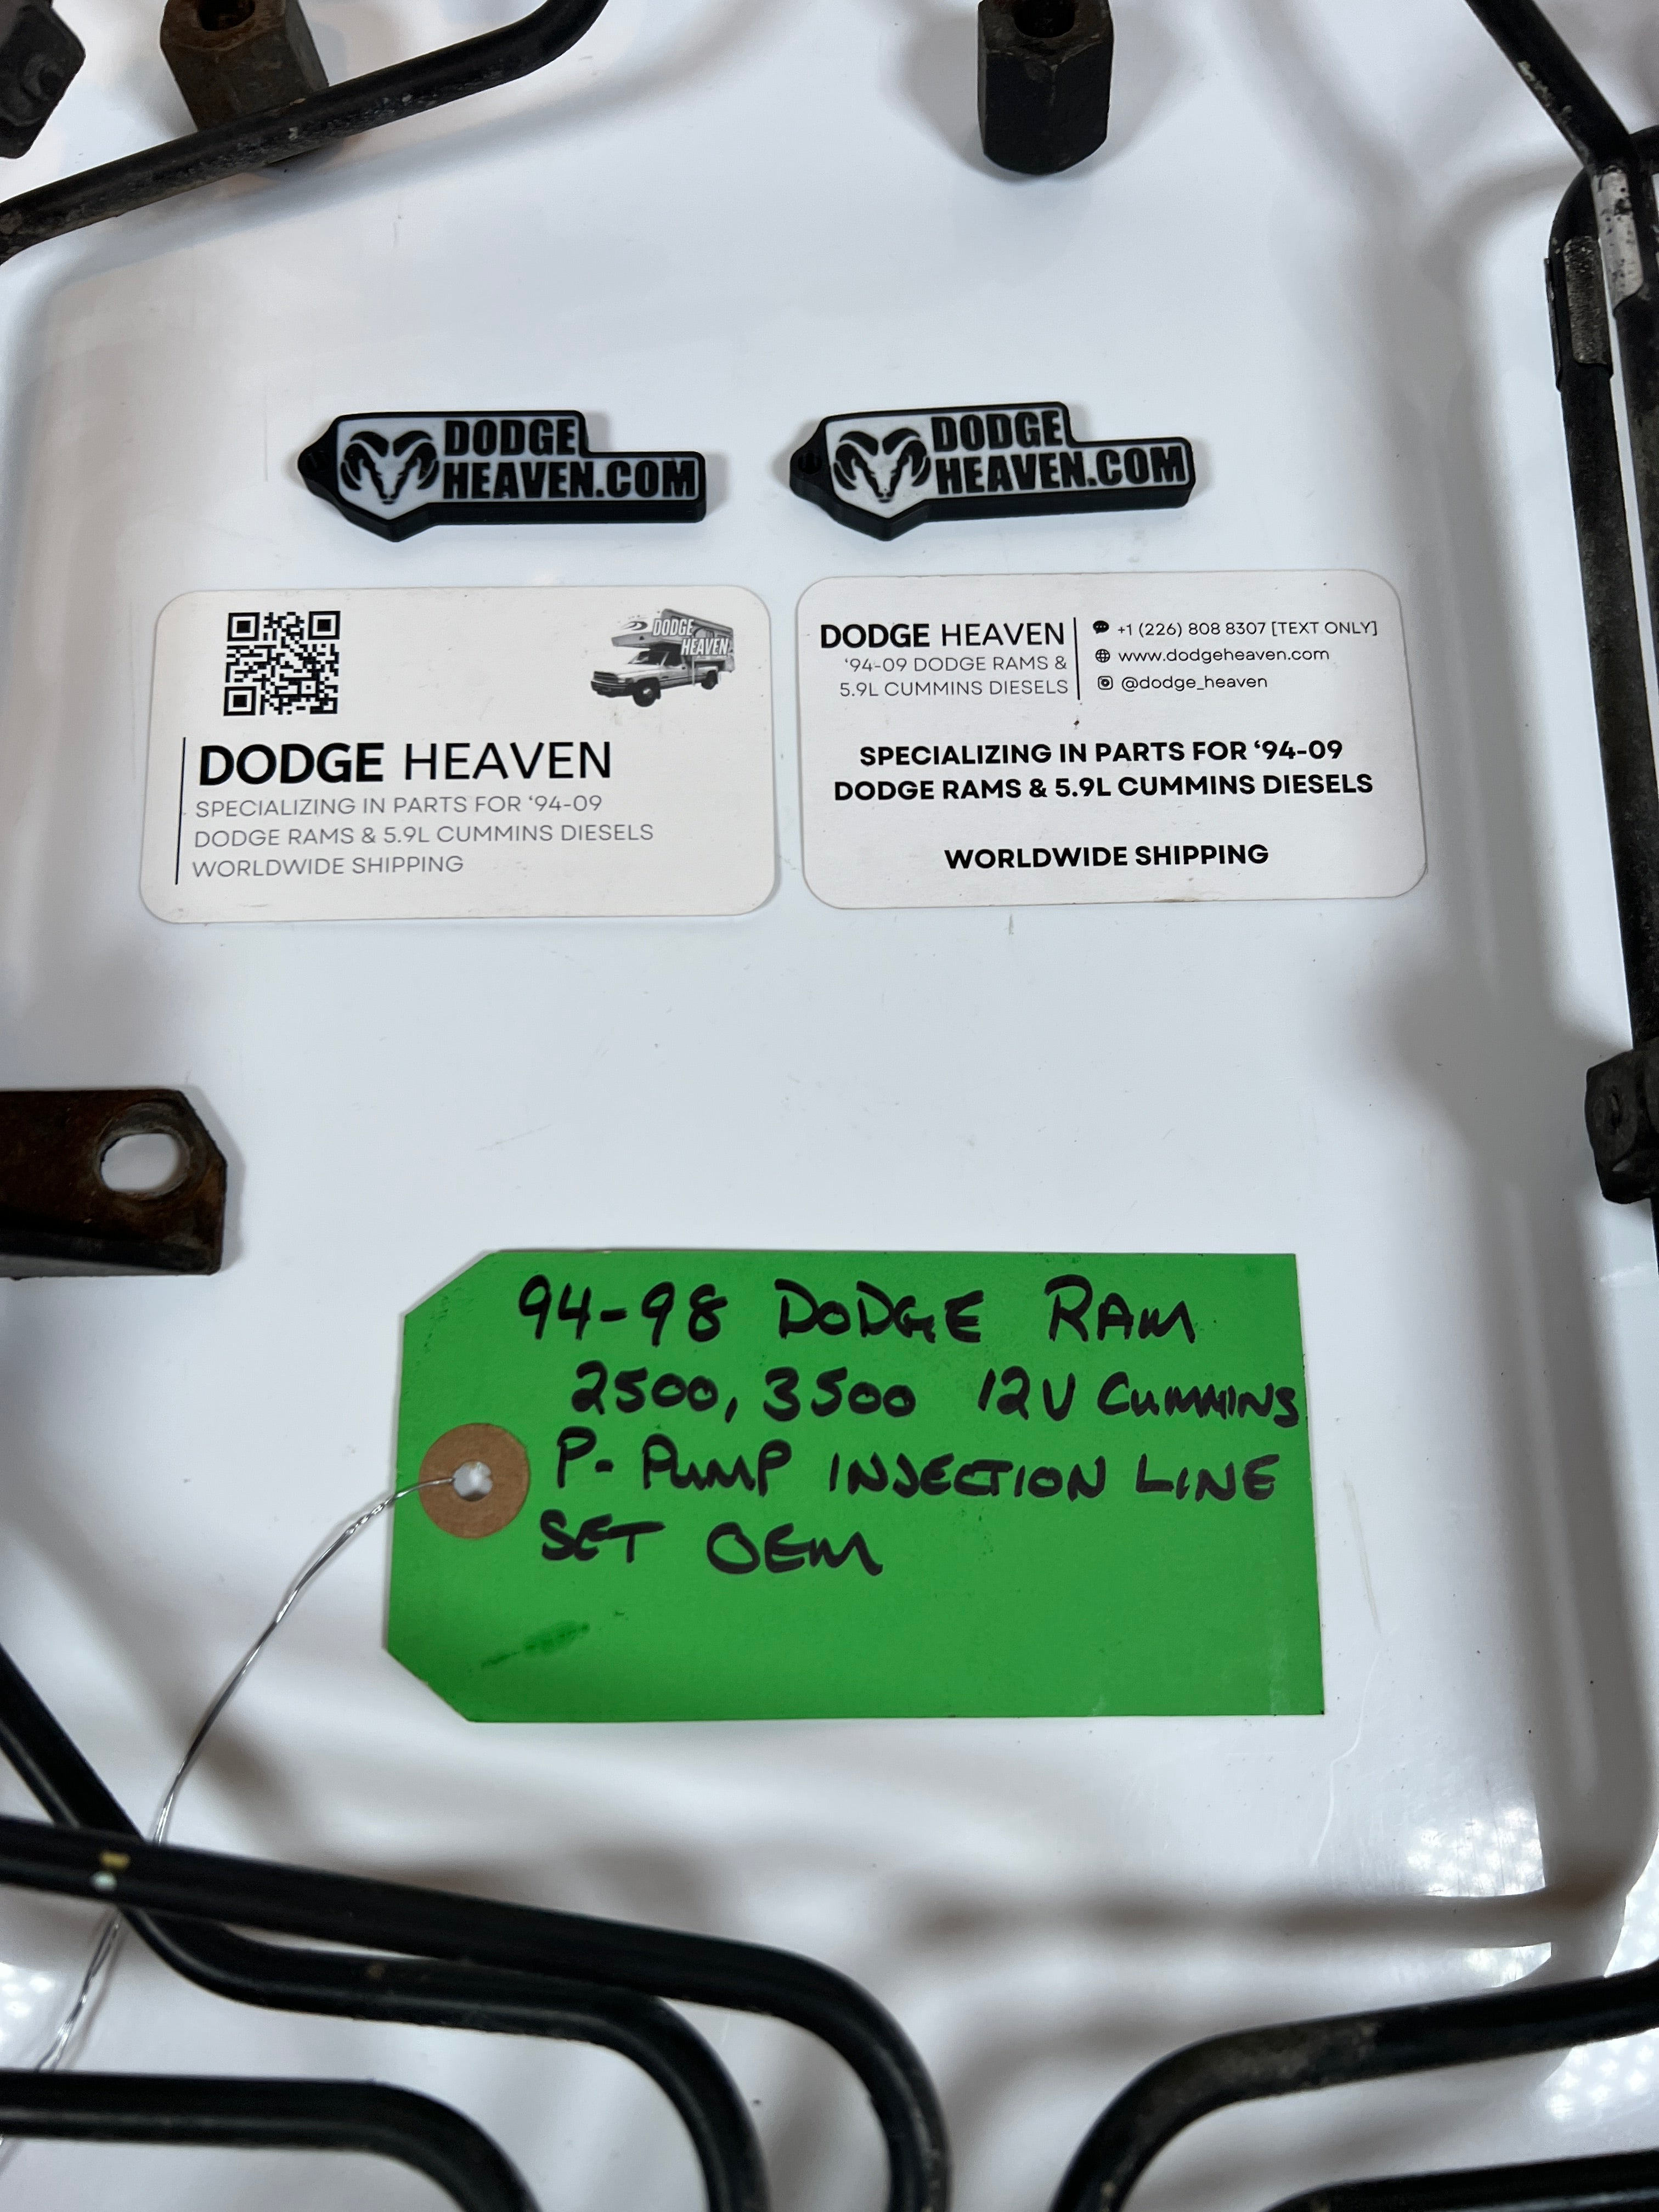 DODGE
HEAVEN.COM
DODGE
HEAVEN.COM
DODGE
HEAVEN
DODGE HEAVEN
SPECIALIZING IN PARTS FOR ‘94-09
DODGE RAMS & 5.9L CUMMINS DIESELS
WORLDWIDE SHIPPING
DODGE HEAVEN
‘94-09 DODGE RAMS &
5.9L CUMMINS DIESELS
+1 (226) 808 8307 [TEXT ONLY]
www.dodgeheaven.com
@dodge_heaven
SPECIALIZING IN PARTS FOR ‘94-09
DODGE RAMS & 5.9L CUMMINS DIESELS
WORLDWIDE SHIPPING
94-98 DODGE RAM
2500, 3500 12V CUMMINS
P-PUMP INJECTION LINE
SET OEM